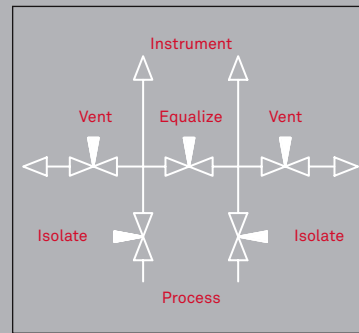 Instrument
Vent
Equalize
Vent
Isolate
Isolate
Process